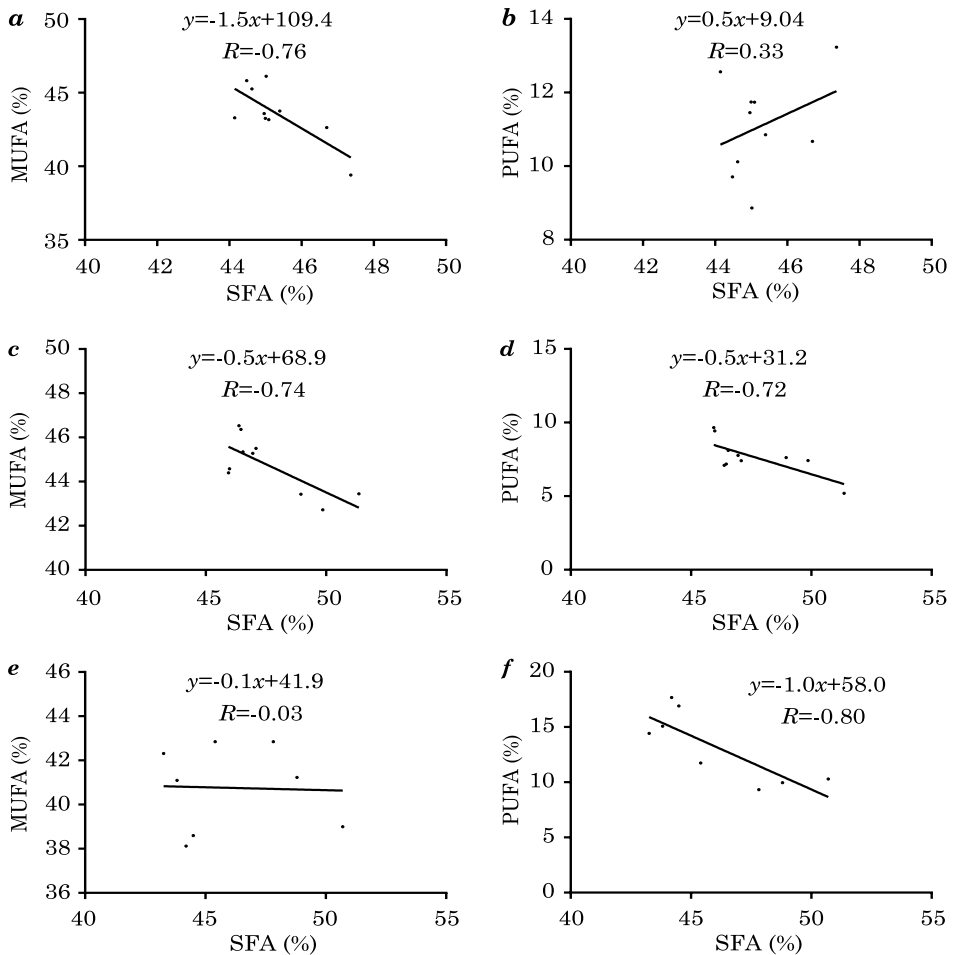 a
y=-1.5x+109.4
R=-0.76
MUFA (%)
50
45
40
35
40 42 44 46 48 50
SFA (%)
b
y=0.5x+9.04
R=0.33
PUFA (%)
14
12
10
8
40 42 44 46 48 50
SFA (%)
c
y=-0.5x+68.9
R=-0.74
MUFA (%)
50
48
46
44
42
40
40 45 50 55
SFA (%)
d
y=-0.5x+31.2
R=-0.72
PUFA (%)
15
10
5
0
40 45 50 55
SFA (%)
e
y=-0.1x+41.9
R=-0.03
MUFA (%)
46
44
42
40
38
36
40 45 50 55
SFA (%)
f
y=-1.0x+58.0
R=-0.80
PUFA (%)
20
15
10
5
0
40 45 50 55
SFA (%)